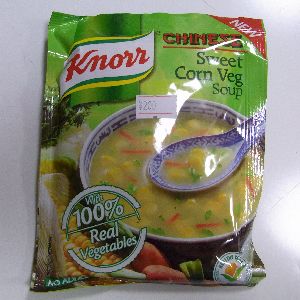 Knorr
CHINESE
NEW
Sweet
Corn Veg
Soup
With
100%
Real
Vegetables